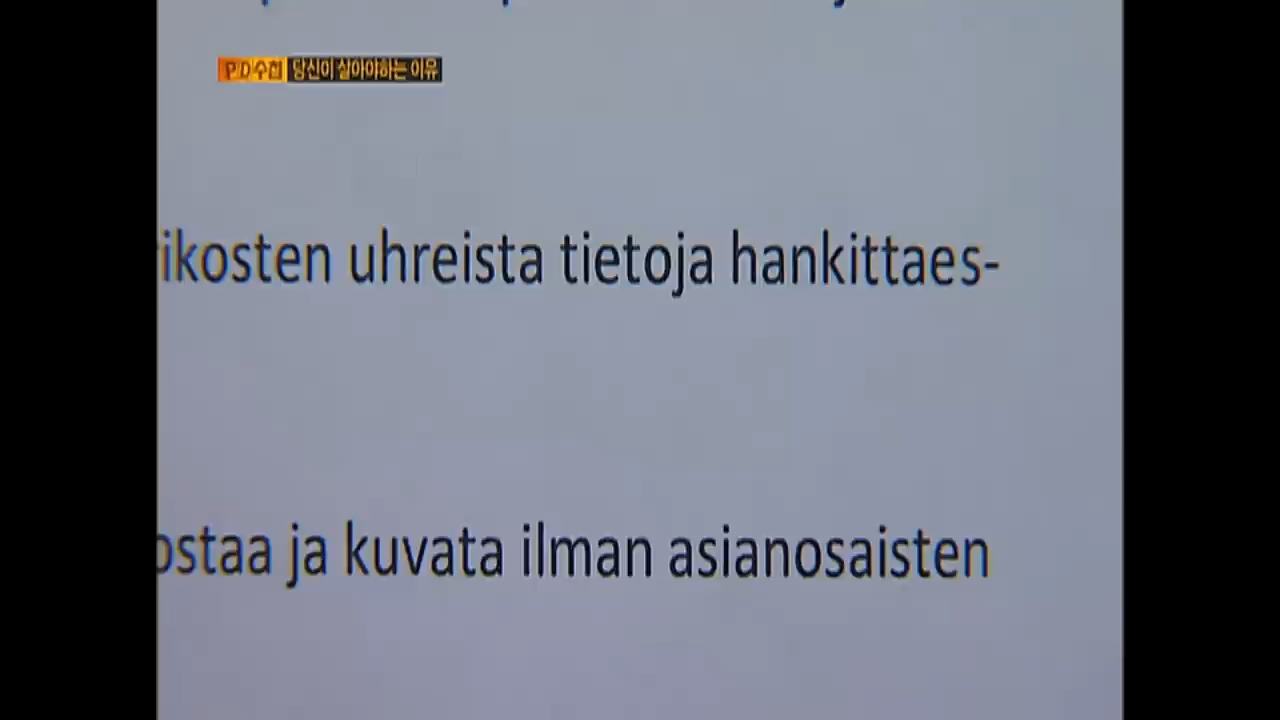 PD수첩 당신이 살아야하는 이유
ikosten uhreista tietoja hankittaes-
ostaa ja kuvata ilman asianosaisten